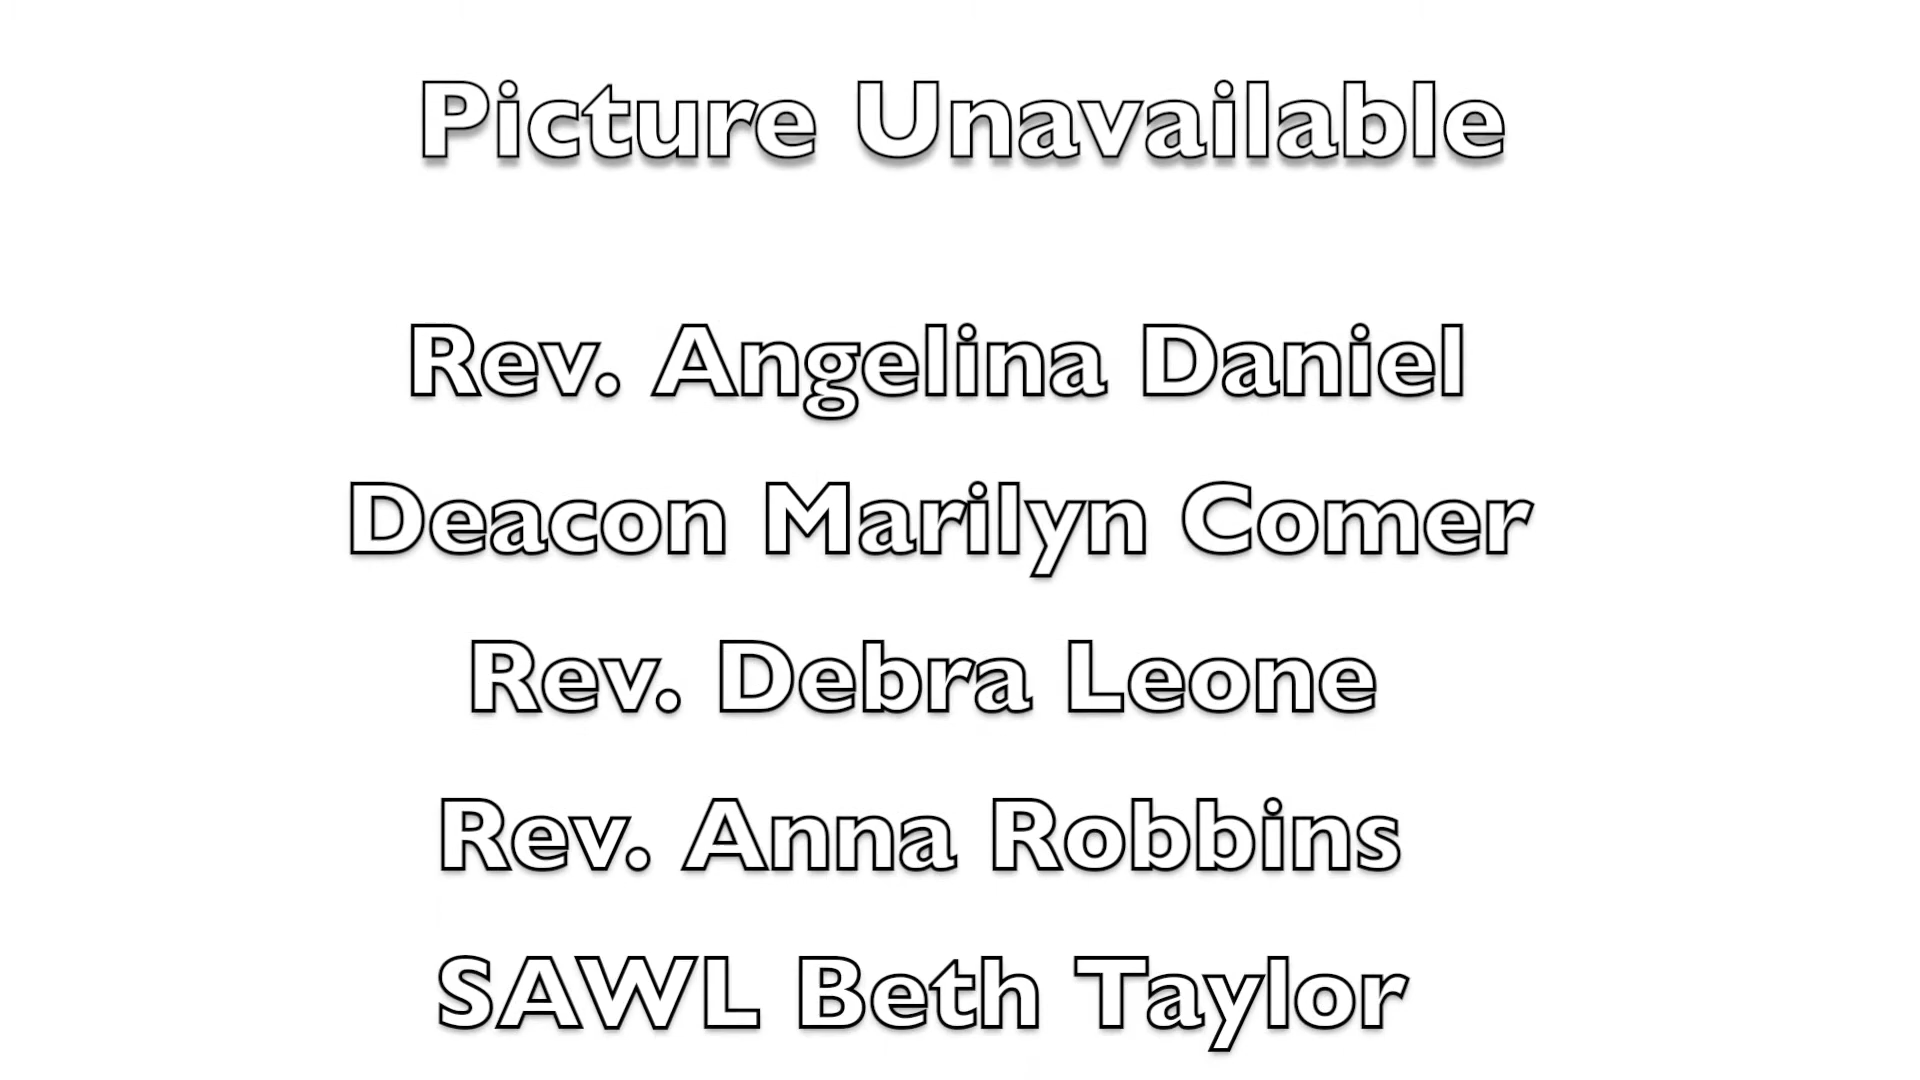 Picture Unavailable
Rev. Angelina Daniel
Deacon Marilyn Comer
Rev. Debra Leone
Rev. Anna Robbins
SAWL Beth Taylor